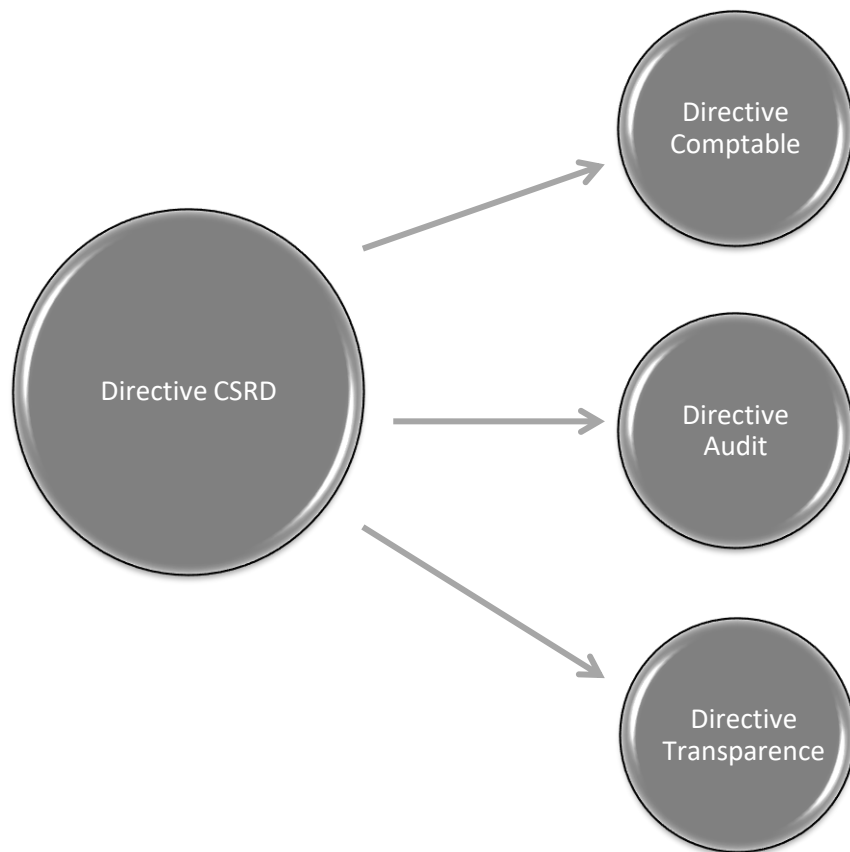 Directive
Comptable
Directive CSRD
Directive
Audit
Directive
Transparence